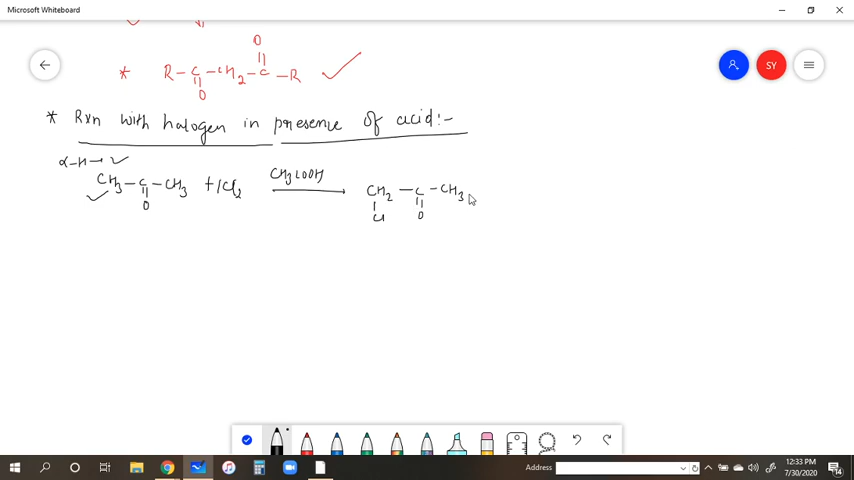 Microsoft Whiteboard
SY
O
* R-C-CH2-C-R
O
* Rxn with halogen in presence of acid:-
α-H→
CH3-C-CH3 + Cl2 CH3COOH CH2-C-CH3
O Cl O
Address
12:33 PM
7/30/2020
14